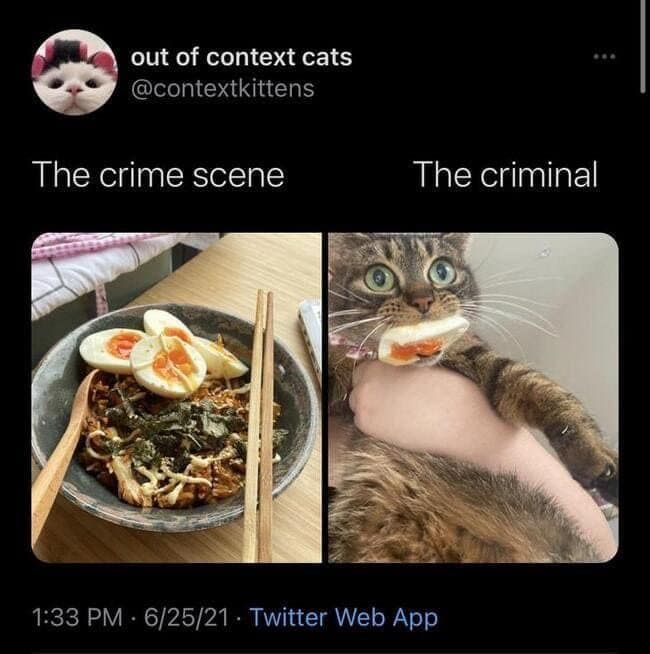 out of context cats
@contextkittens
The crime scene
The criminal
1:33 PM · 6/25/21 · Twitter Web App